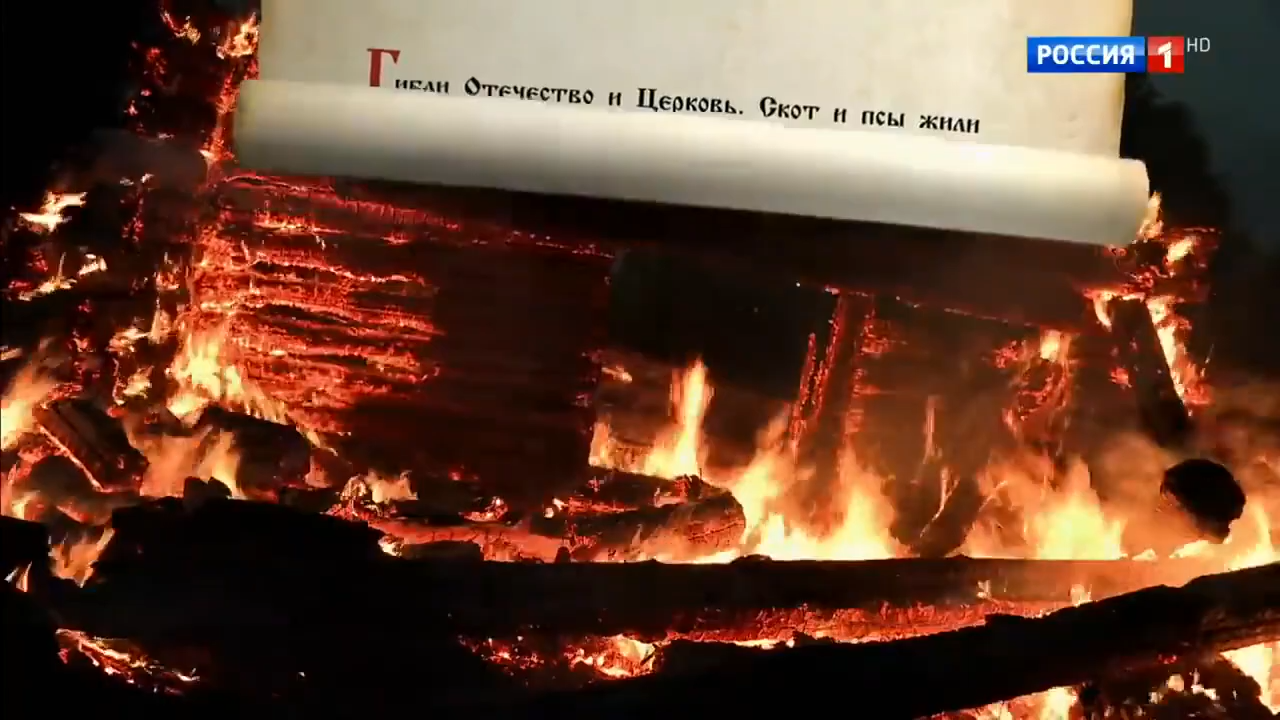 РОССИЯ 1 HD
Гибли Отечество и Церковь. Скот и псы жили